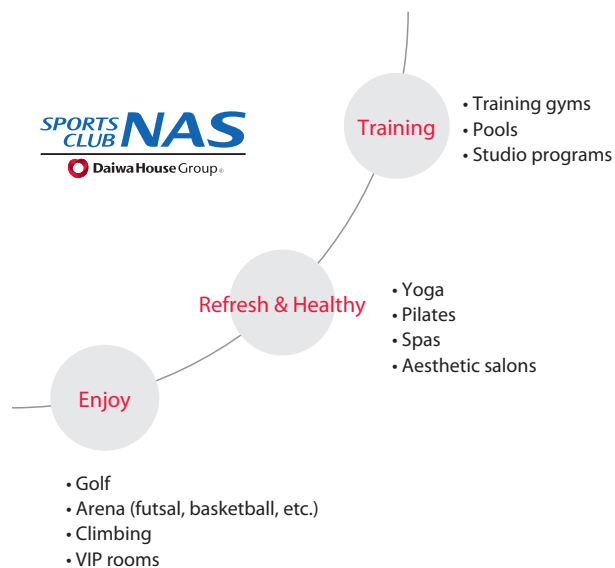 SPORTS CLUB NAS
Daiwa House Group®
Training
• Training gyms
• Pools
• Studio programs
Refresh & Healthy
• Yoga
• Pilates
• Spas
• Aesthetic salons
Enjoy
• Golf
• Arena (futsal, basketball, etc.)
• Climbing
• VIP rooms